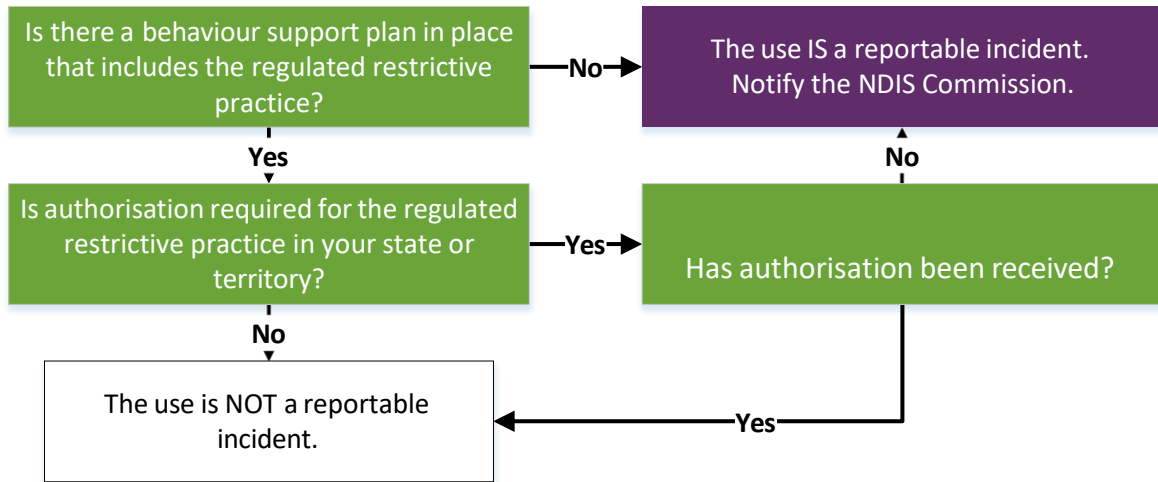 Is there a behaviour support plan in place
that includes the regulated restrictive
practice?
No
The use IS a reportable incident.
Notify the NDIS Commission.
Yes
No
Is authorisation required for the regulated
restrictive practice in your state or
territory?
Yes
Has authorisation been received?
No
The use is NOT a reportable
incident.
Yes